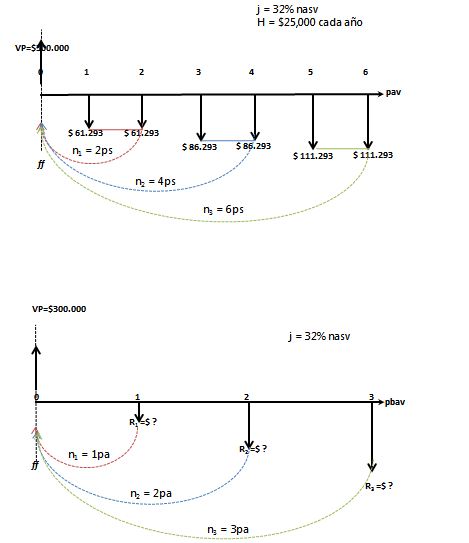 j = 32% nasv
H = $25,000 cada año
VP=$300.000
0 1 2 3 4 5 6
pav
$ 61.293 $ 61.293
$ 86.293 $ 86.293
$ 111.293 $ 111.293
n₁ = 2ps
ff
n₂ = 4ps
n₃ = 6ps
VP=$300.000
j = 32% nasv
0 1 2 3
pbav
R₁=$ ?
R₂=$ ?
n₁ = 1pa
ff
R₃ =$ ?
n₂ = 2pa
n₃ = 3pa